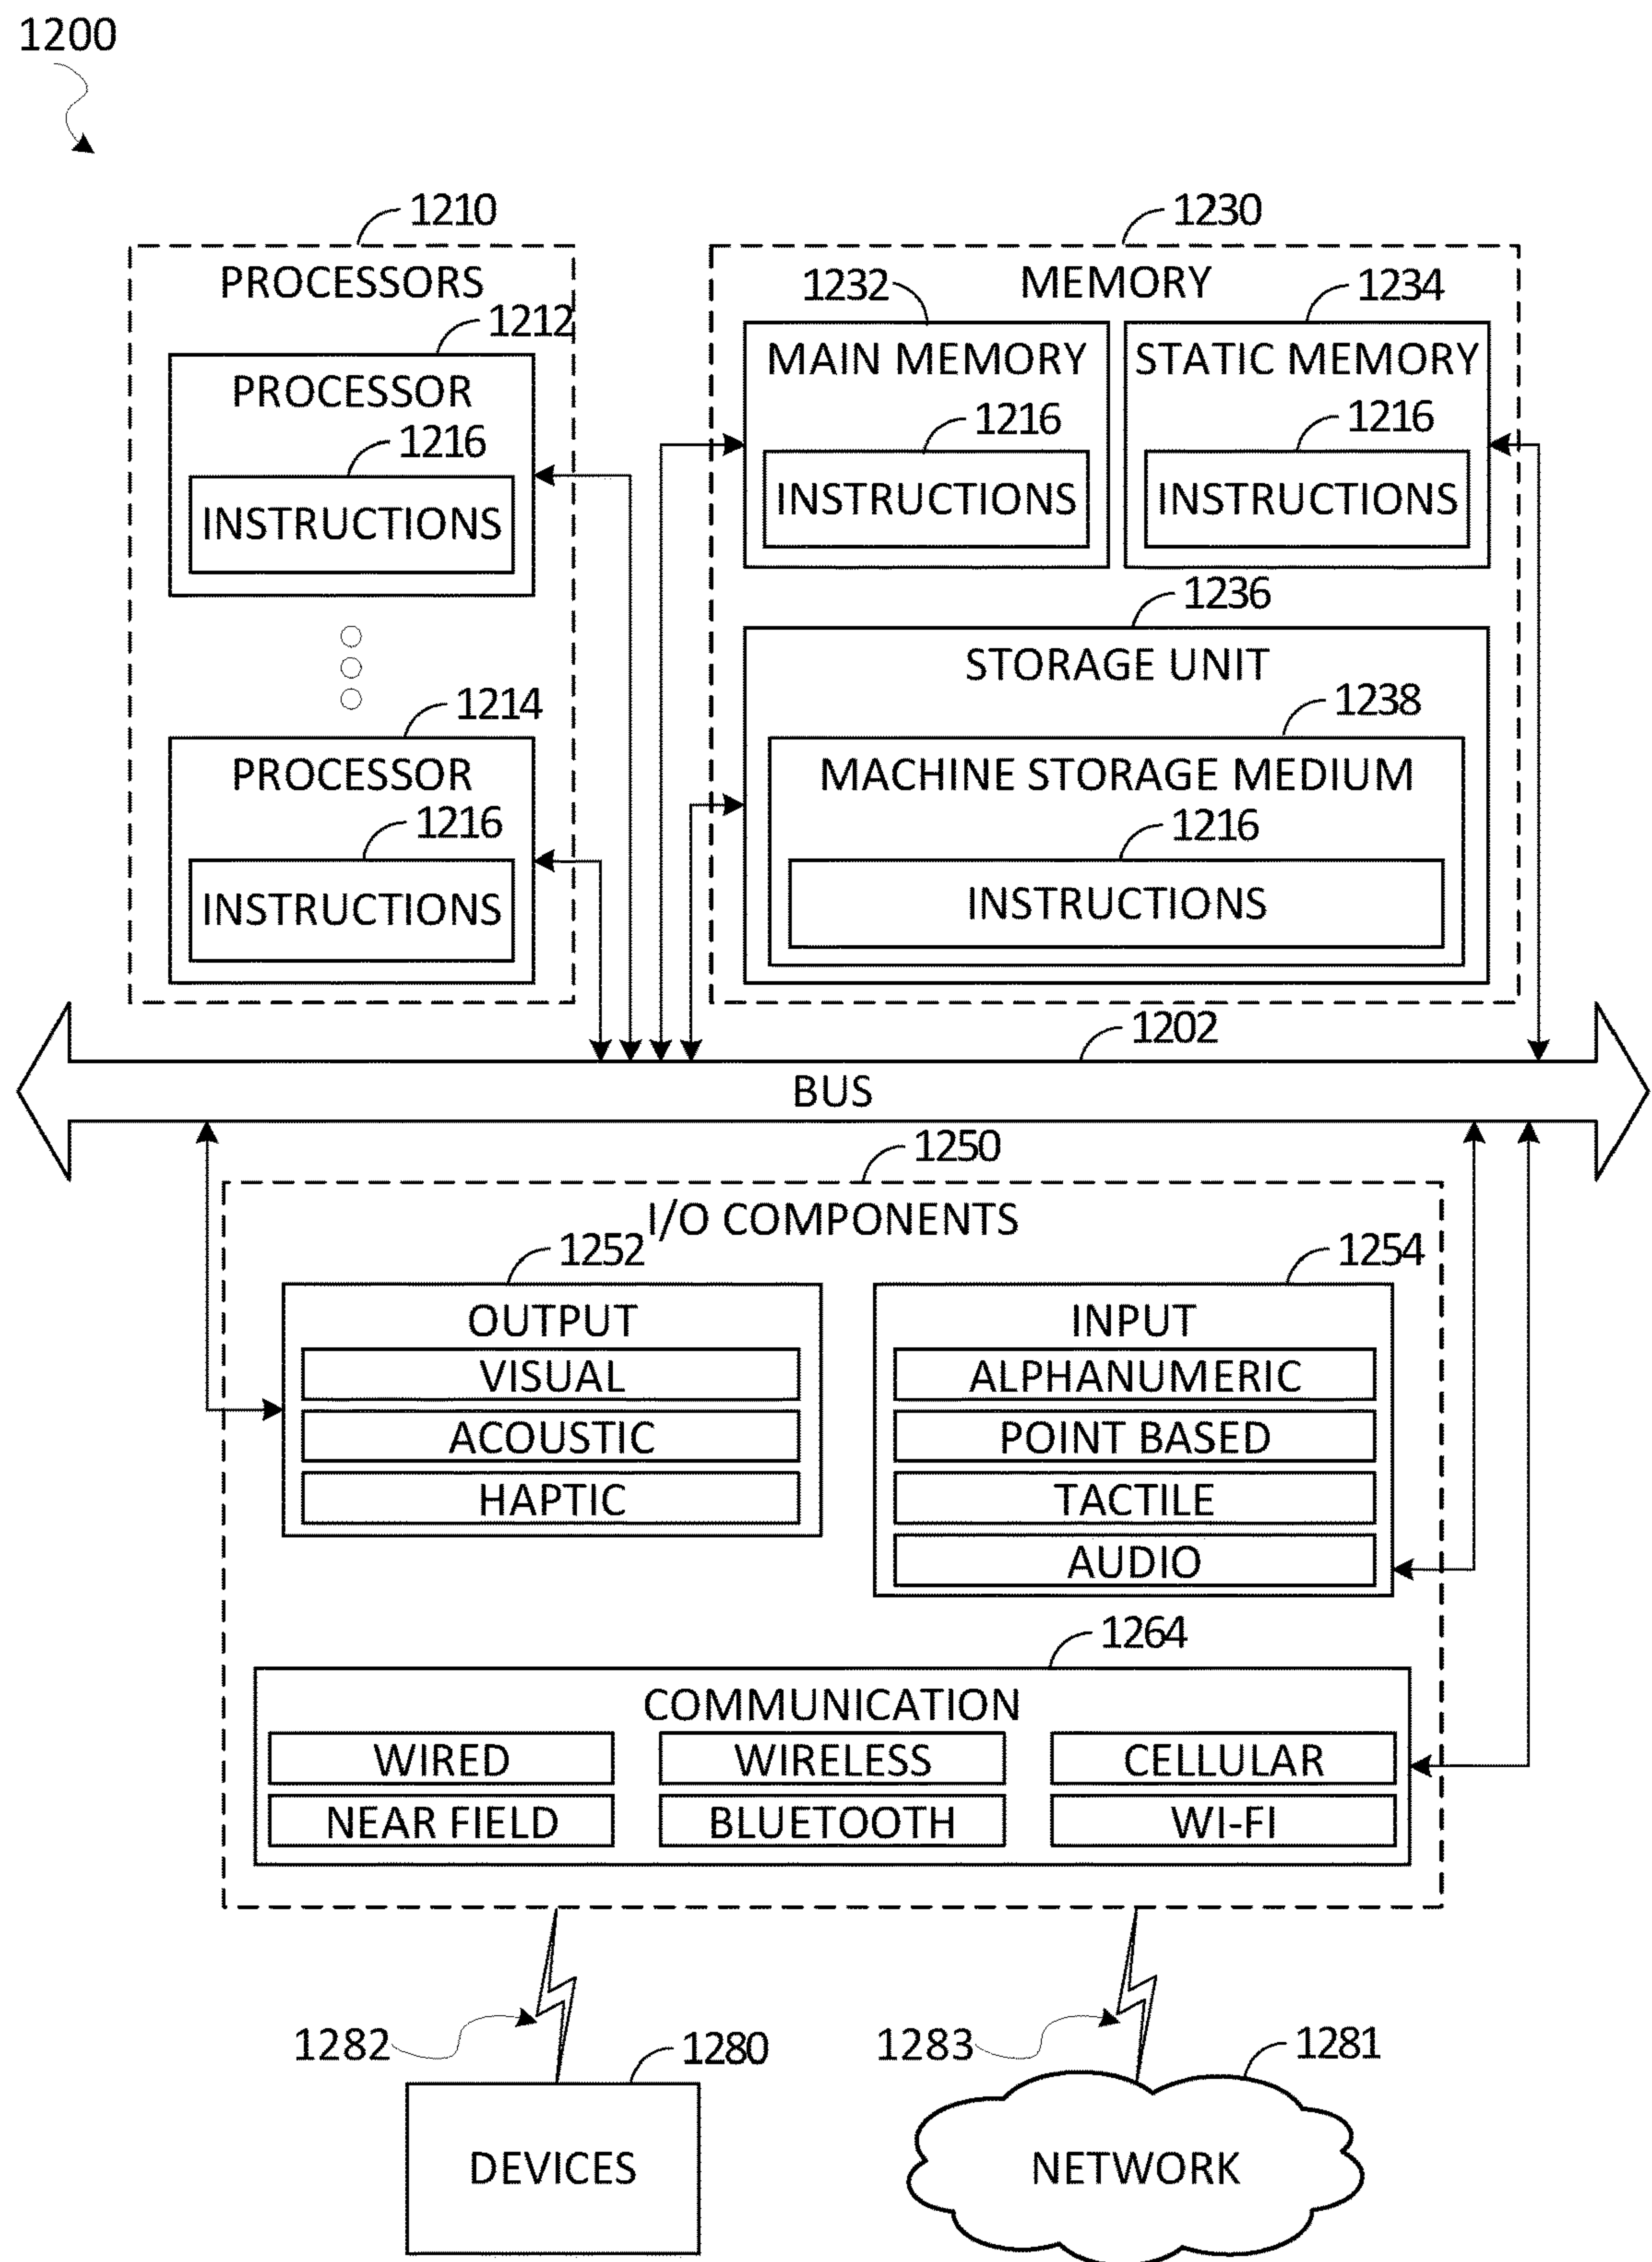 1200
1210
PROCESSORS
1212
PROCESSOR
1216
INSTRUCTIONS
1214
PROCESSOR
1216
INSTRUCTIONS
1230
MEMORY
1232
MAIN MEMORY
1216
INSTRUCTIONS
1234
STATIC MEMORY
1216
INSTRUCTIONS
1236
STORAGE UNIT
1238
MACHINE STORAGE MEDIUM
1216
INSTRUCTIONS
1202
BUS
1250
I/O COMPONENTS
1252
OUTPUT
VISUAL
ACOUSTIC
HAPTIC
1254
INPUT
ALPHANUMERIC
POINT BASED
TACTILE
AUDIO
1264
COMMUNICATION
WIRED
WIRELESS
CELLULAR
NEAR FIELD
BLUETOOTH
WI-FI
1282
1280
DEVICES
1283
1281
NETWORK